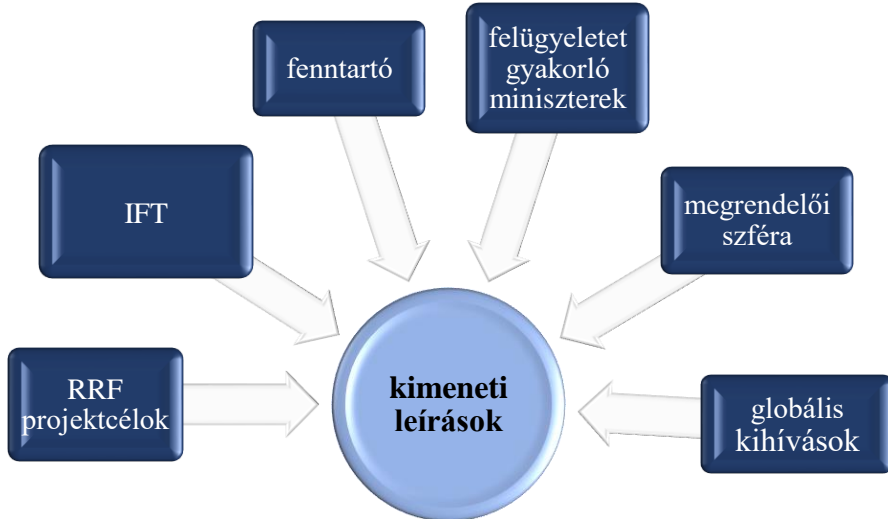 fenntartó
felügyeletet
gyakorló
miniszterek
IFT
megrendelői
szféra
RRF
projektcélok
kimeneti
leírások
globális
kihívások